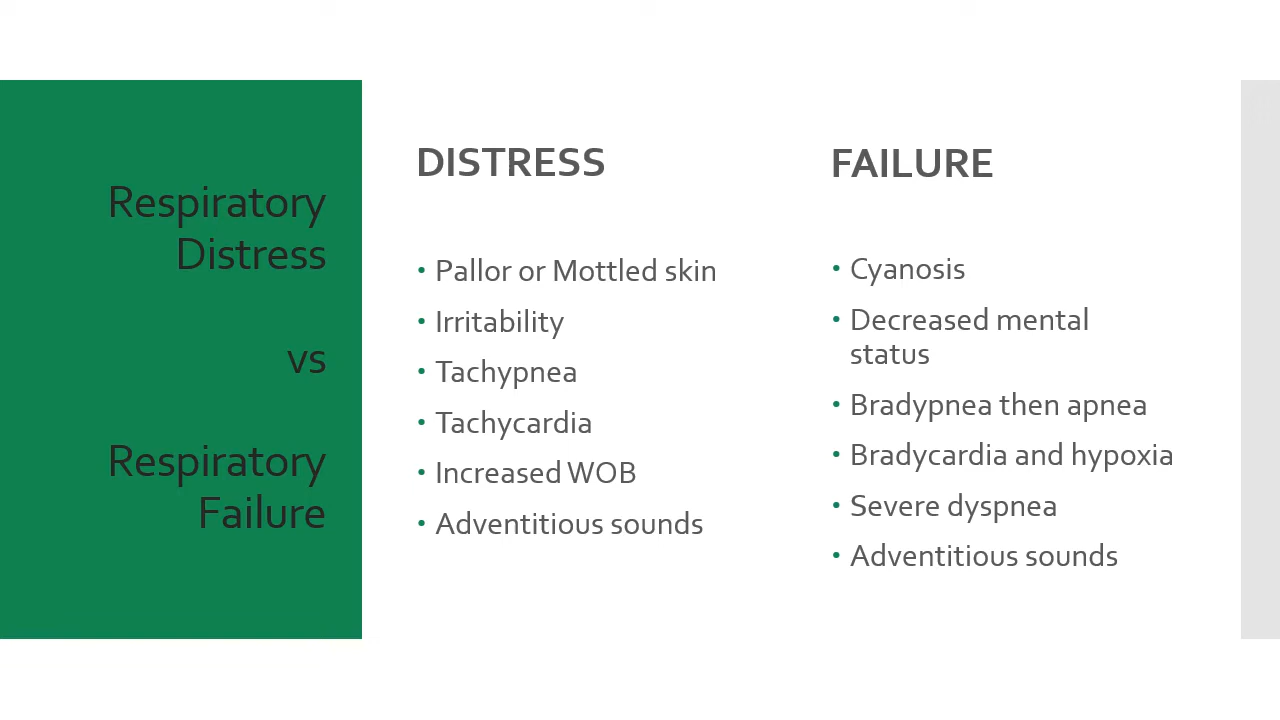 Respiratory
Distress
vs
Respiratory
Failure
DISTRESS
• Pallor or Mottled skin
• Irritability
• Tachypnea
• Tachycardia
• Increased WOB
• Adventitious sounds
FAILURE
• Cyanosis
• Decreased mental
status
• Bradypnea then apnea
• Bradycardia and hypoxia
• Severe dyspnea
• Adventitious sounds